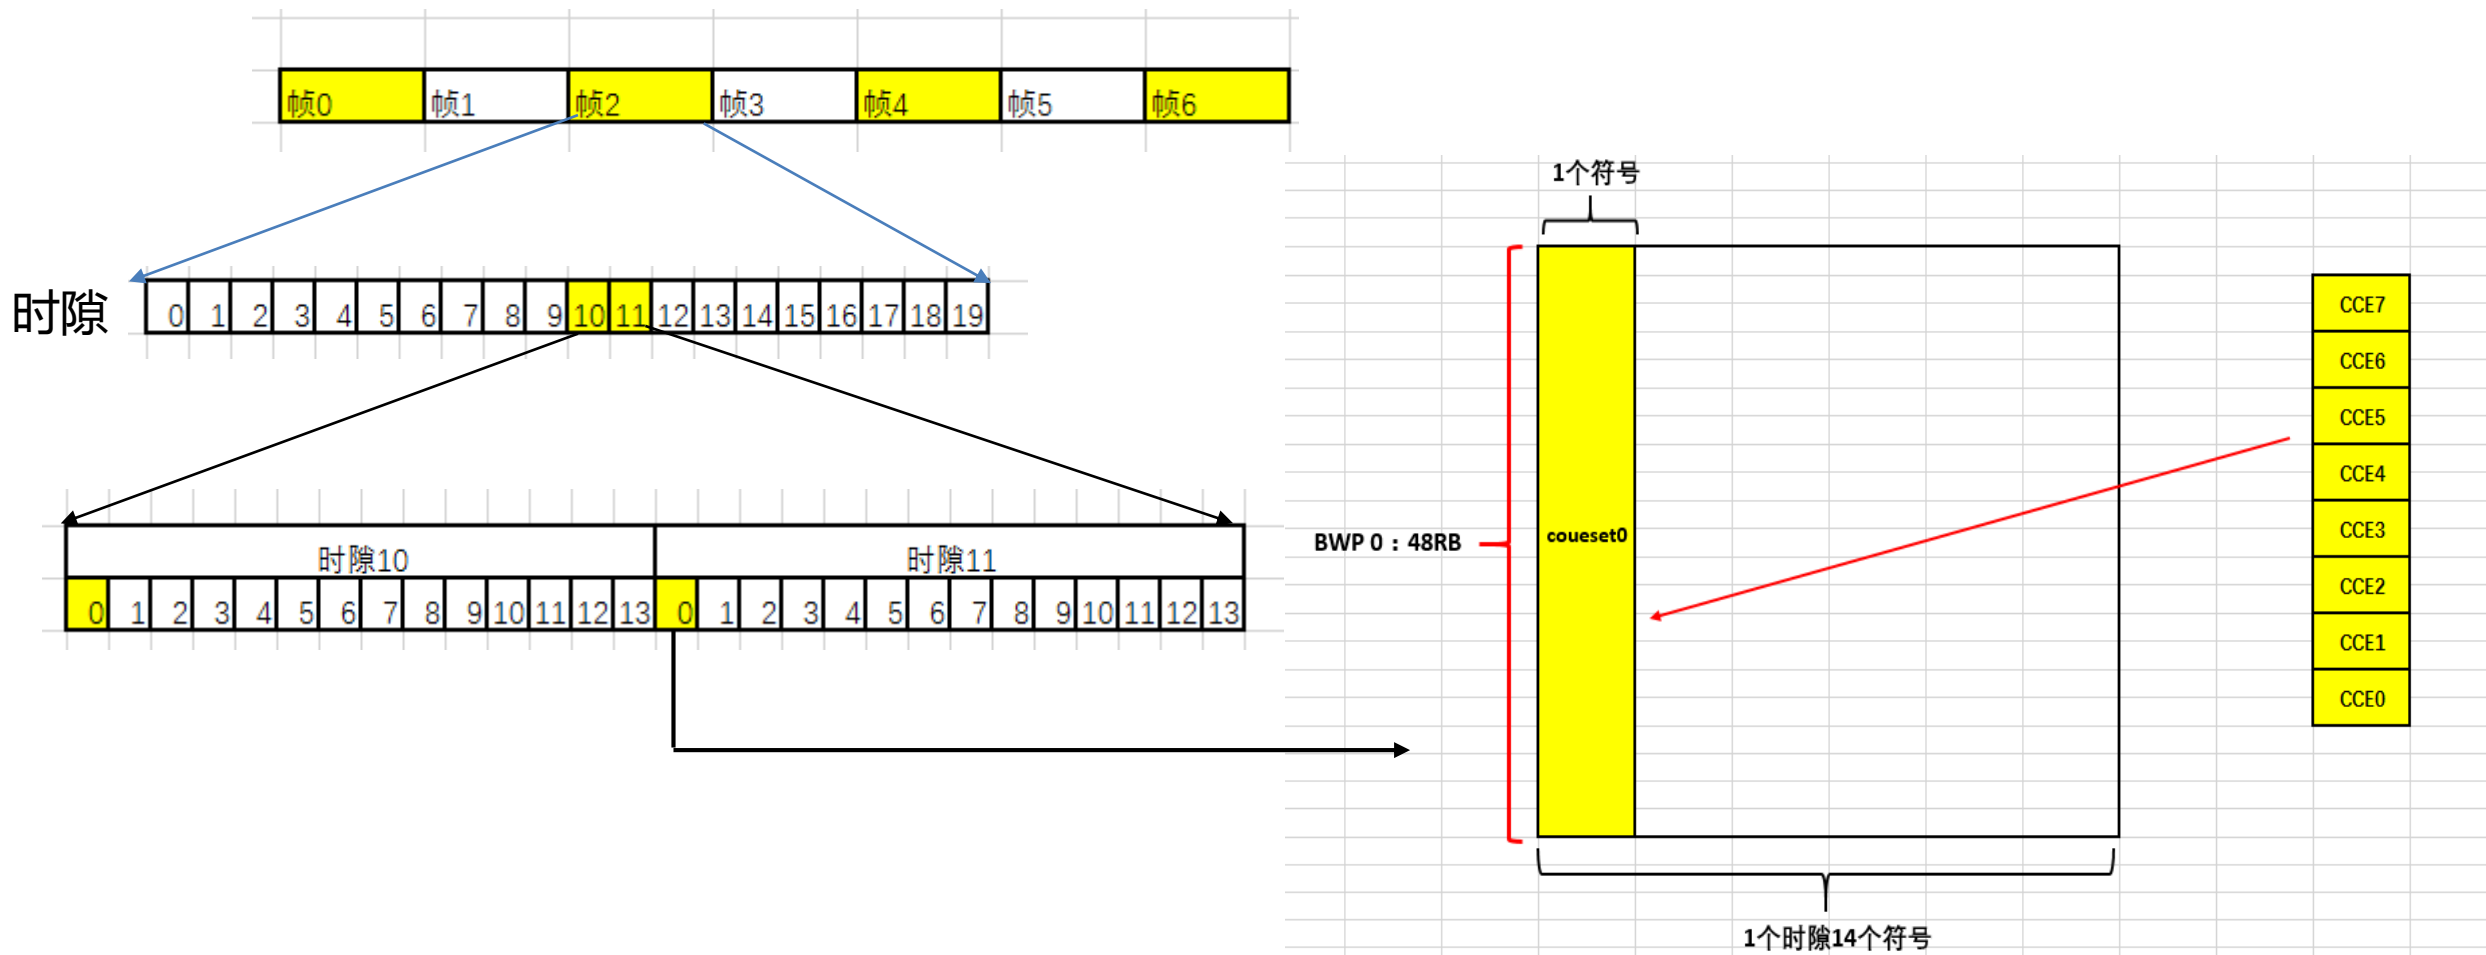 帧0 帧1 帧2 帧3 帧4 帧5 帧6
时隙 0 1 2 3 4 5 6 7 8 9 10 11 12 13 14 15 16 17 18 19
时隙10 时隙11
0 1 2 3 4 5 6 7 8 9 10 11 12 13 0 1 2 3 4 5 6 7 8 9 10 11 12 13
1个符号
BWP 0：48RB
coueset0
1个时隙14个符号
CCE7
CCE6
CCE5
CCE4
CCE3
CCE2
CCE1
CCE0